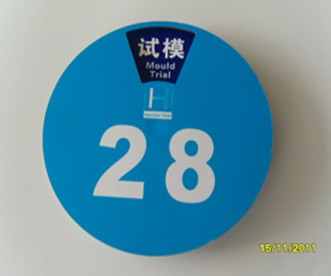 试模
Mould
Trial
H
28
15/11/2011